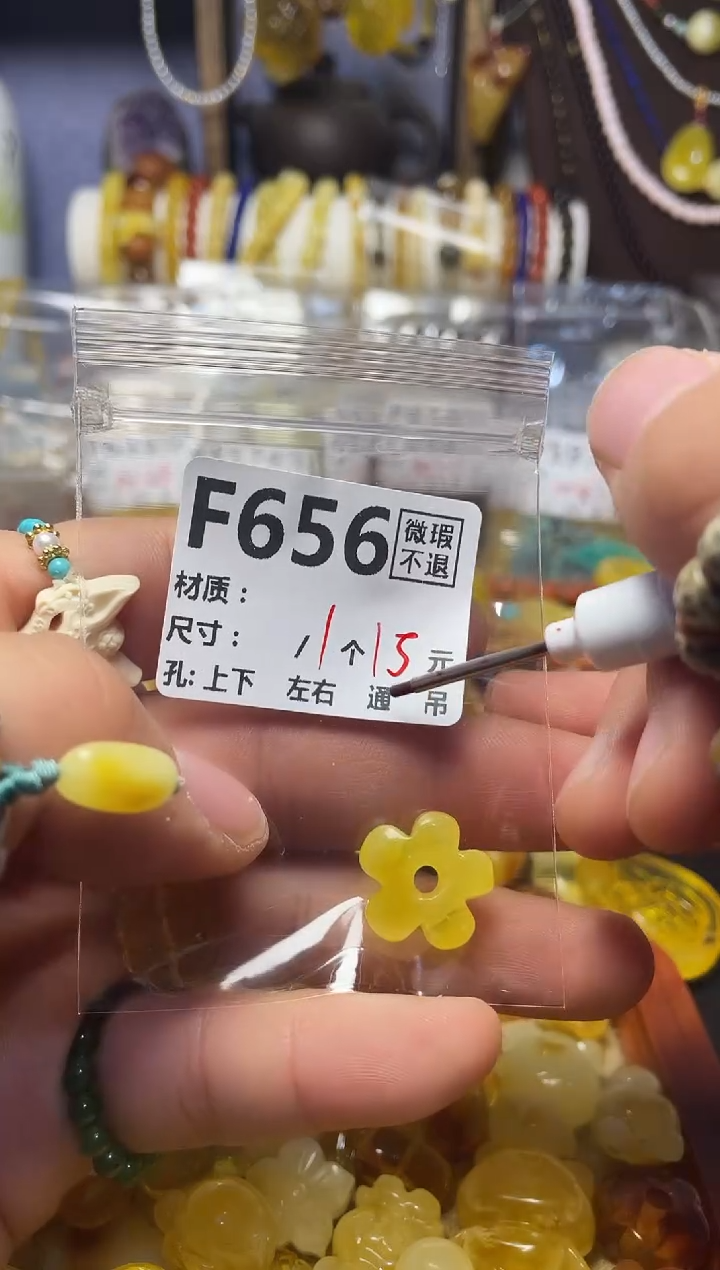 F656 微瑕
不退
材质：
尺寸： /1个15元
孔: 上下 左右 通 吊